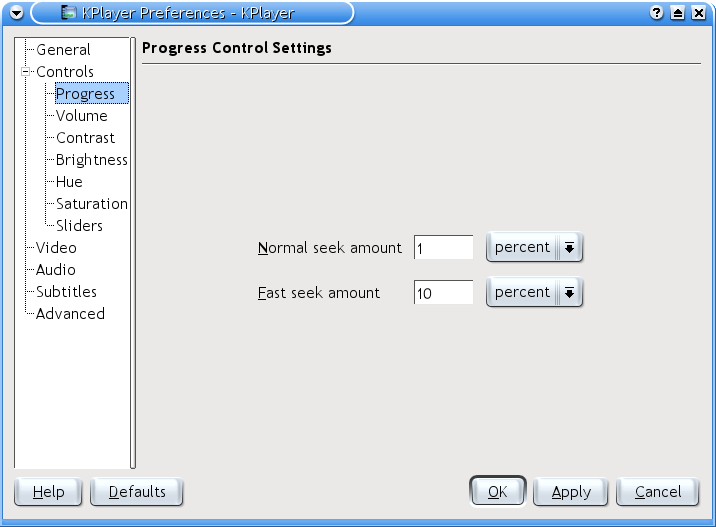 KPlayer Preferences - KPlayer
General
Controls
Progress
Volume
Contrast
Brightness
Hue
Saturation
Sliders
Video
Audio
Subtitles
Advanced
Progress Control Settings
Normal seek amount 1 percent
Fast seek amount 10 percent
Help Defaults OK Apply Cancel